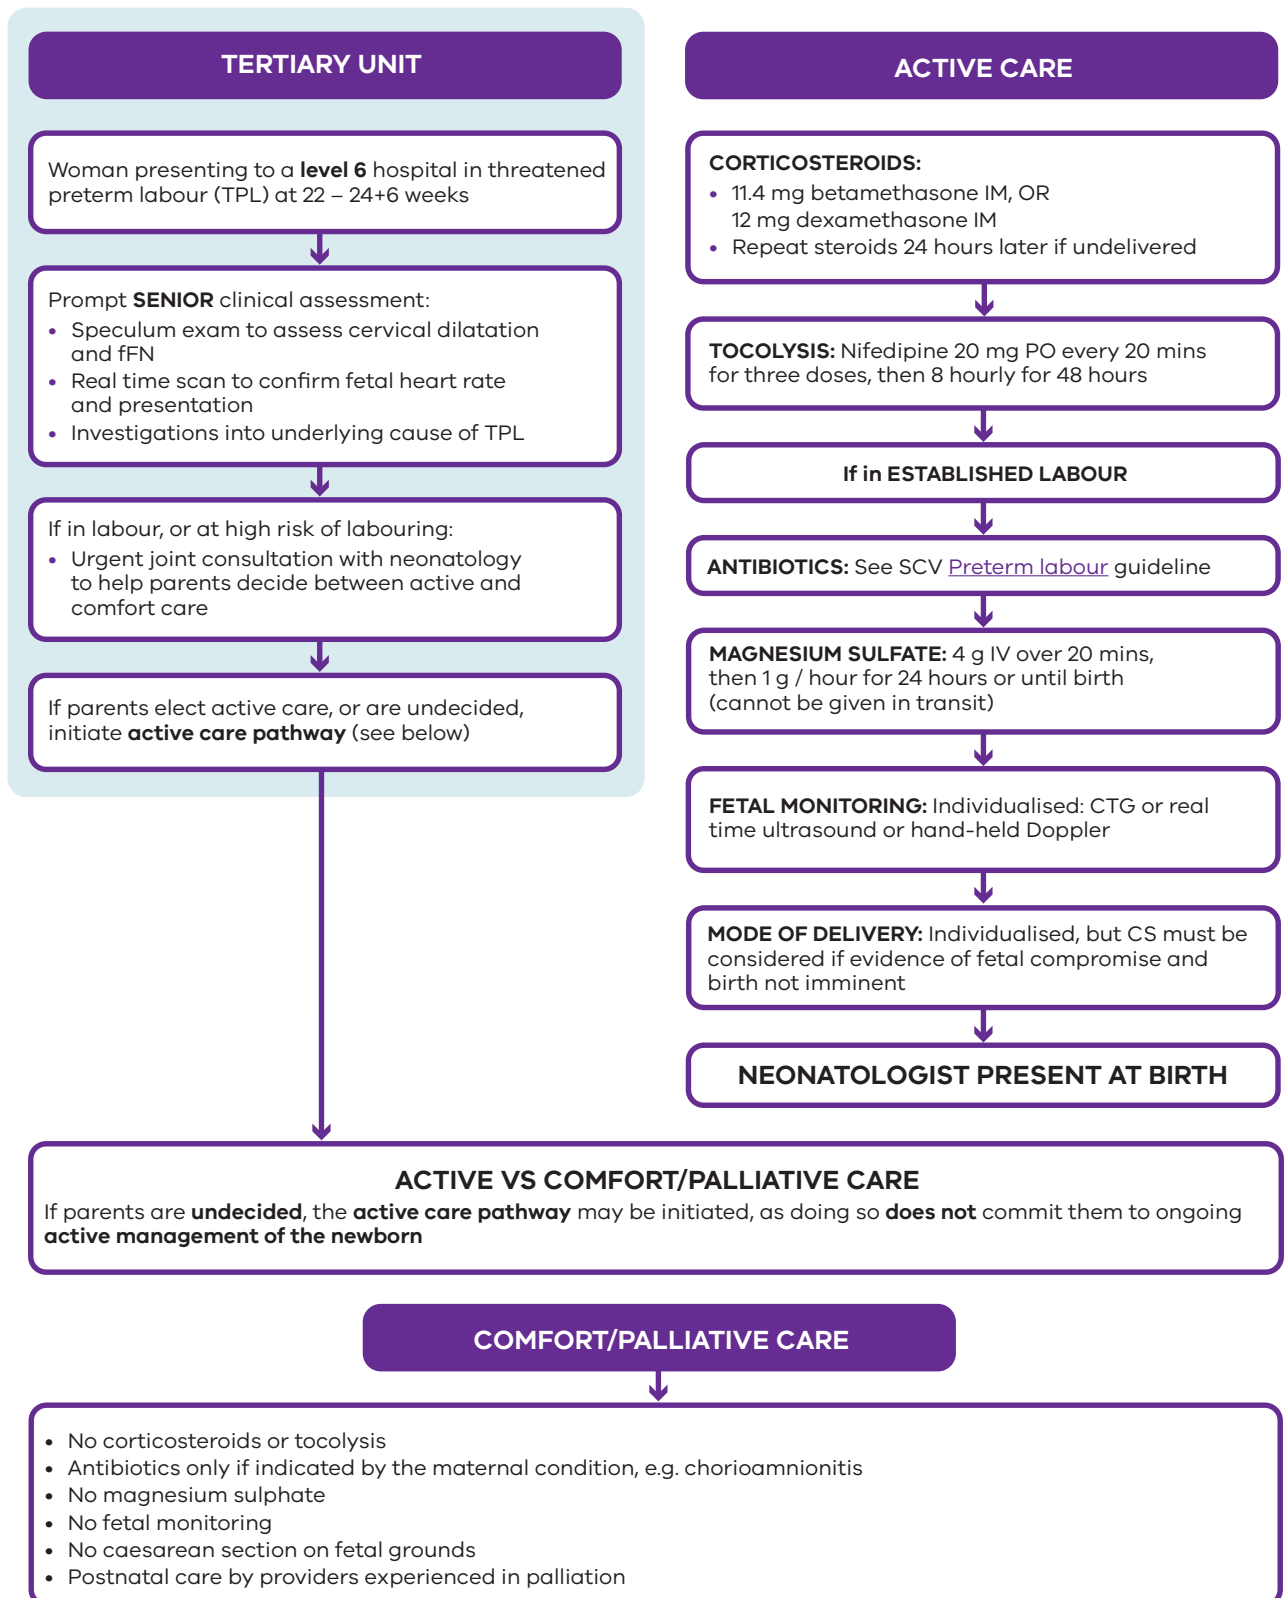 TERTIARY UNIT
Woman presenting to a level 6 hospital in threatened
preterm labour (TPL) at 22 – 24+6 weeks
Prompt SENIOR clinical assessment:
• Speculum exam to assess cervical dilatation
and fFN
• Real time scan to confirm fetal heart rate
and presentation
• Investigations into underlying cause of TPL
If in labour, or at high risk of labouring:
• Urgent joint consultation with neonatology
to help parents decide between active and
comfort care
If parents elect active care, or are undecided,
initiate active care pathway (see below)
ACTIVE CARE
CORTICOSTEROIDS:
• 11.4 mg betamethasone IM, OR
12 mg dexamethasone IM
• Repeat steroids 24 hours later if undelivered
TOCOLYSIS: Nifedipine 20 mg PO every 20 mins
for three doses, then 8 hourly for 48 hours
If in ESTABLISHED LABOUR
ANTIBIOTICS: See SCV Preterm labour guideline
MAGNESIUM SULFATE: 4 g IV over 20 mins,
then 1 g / hour for 24 hours or until birth
(cannot be given in transit)
FETAL MONITORING: Individualised: CTG or real
time ultrasound or hand-held Doppler
MODE OF DELIVERY: Individualised, but CS must be
considered if evidence of fetal compromise and
birth not imminent
NEONATOLOGIST PRESENT AT BIRTH
ACTIVE VS COMFORT/PALLIATIVE CARE
If parents are undecided, the active care pathway may be initiated, as doing so does not commit them to ongoing
active management of the newborn
COMFORT/PALLIATIVE CARE
• No corticosteroids or tocolysis
• Antibiotics only if indicated by the maternal condition, e.g. chorioamnionitis
• No magnesium sulphate
• No fetal monitoring
• No caesarean section on fetal grounds
• Postnatal care by providers experienced in palliation